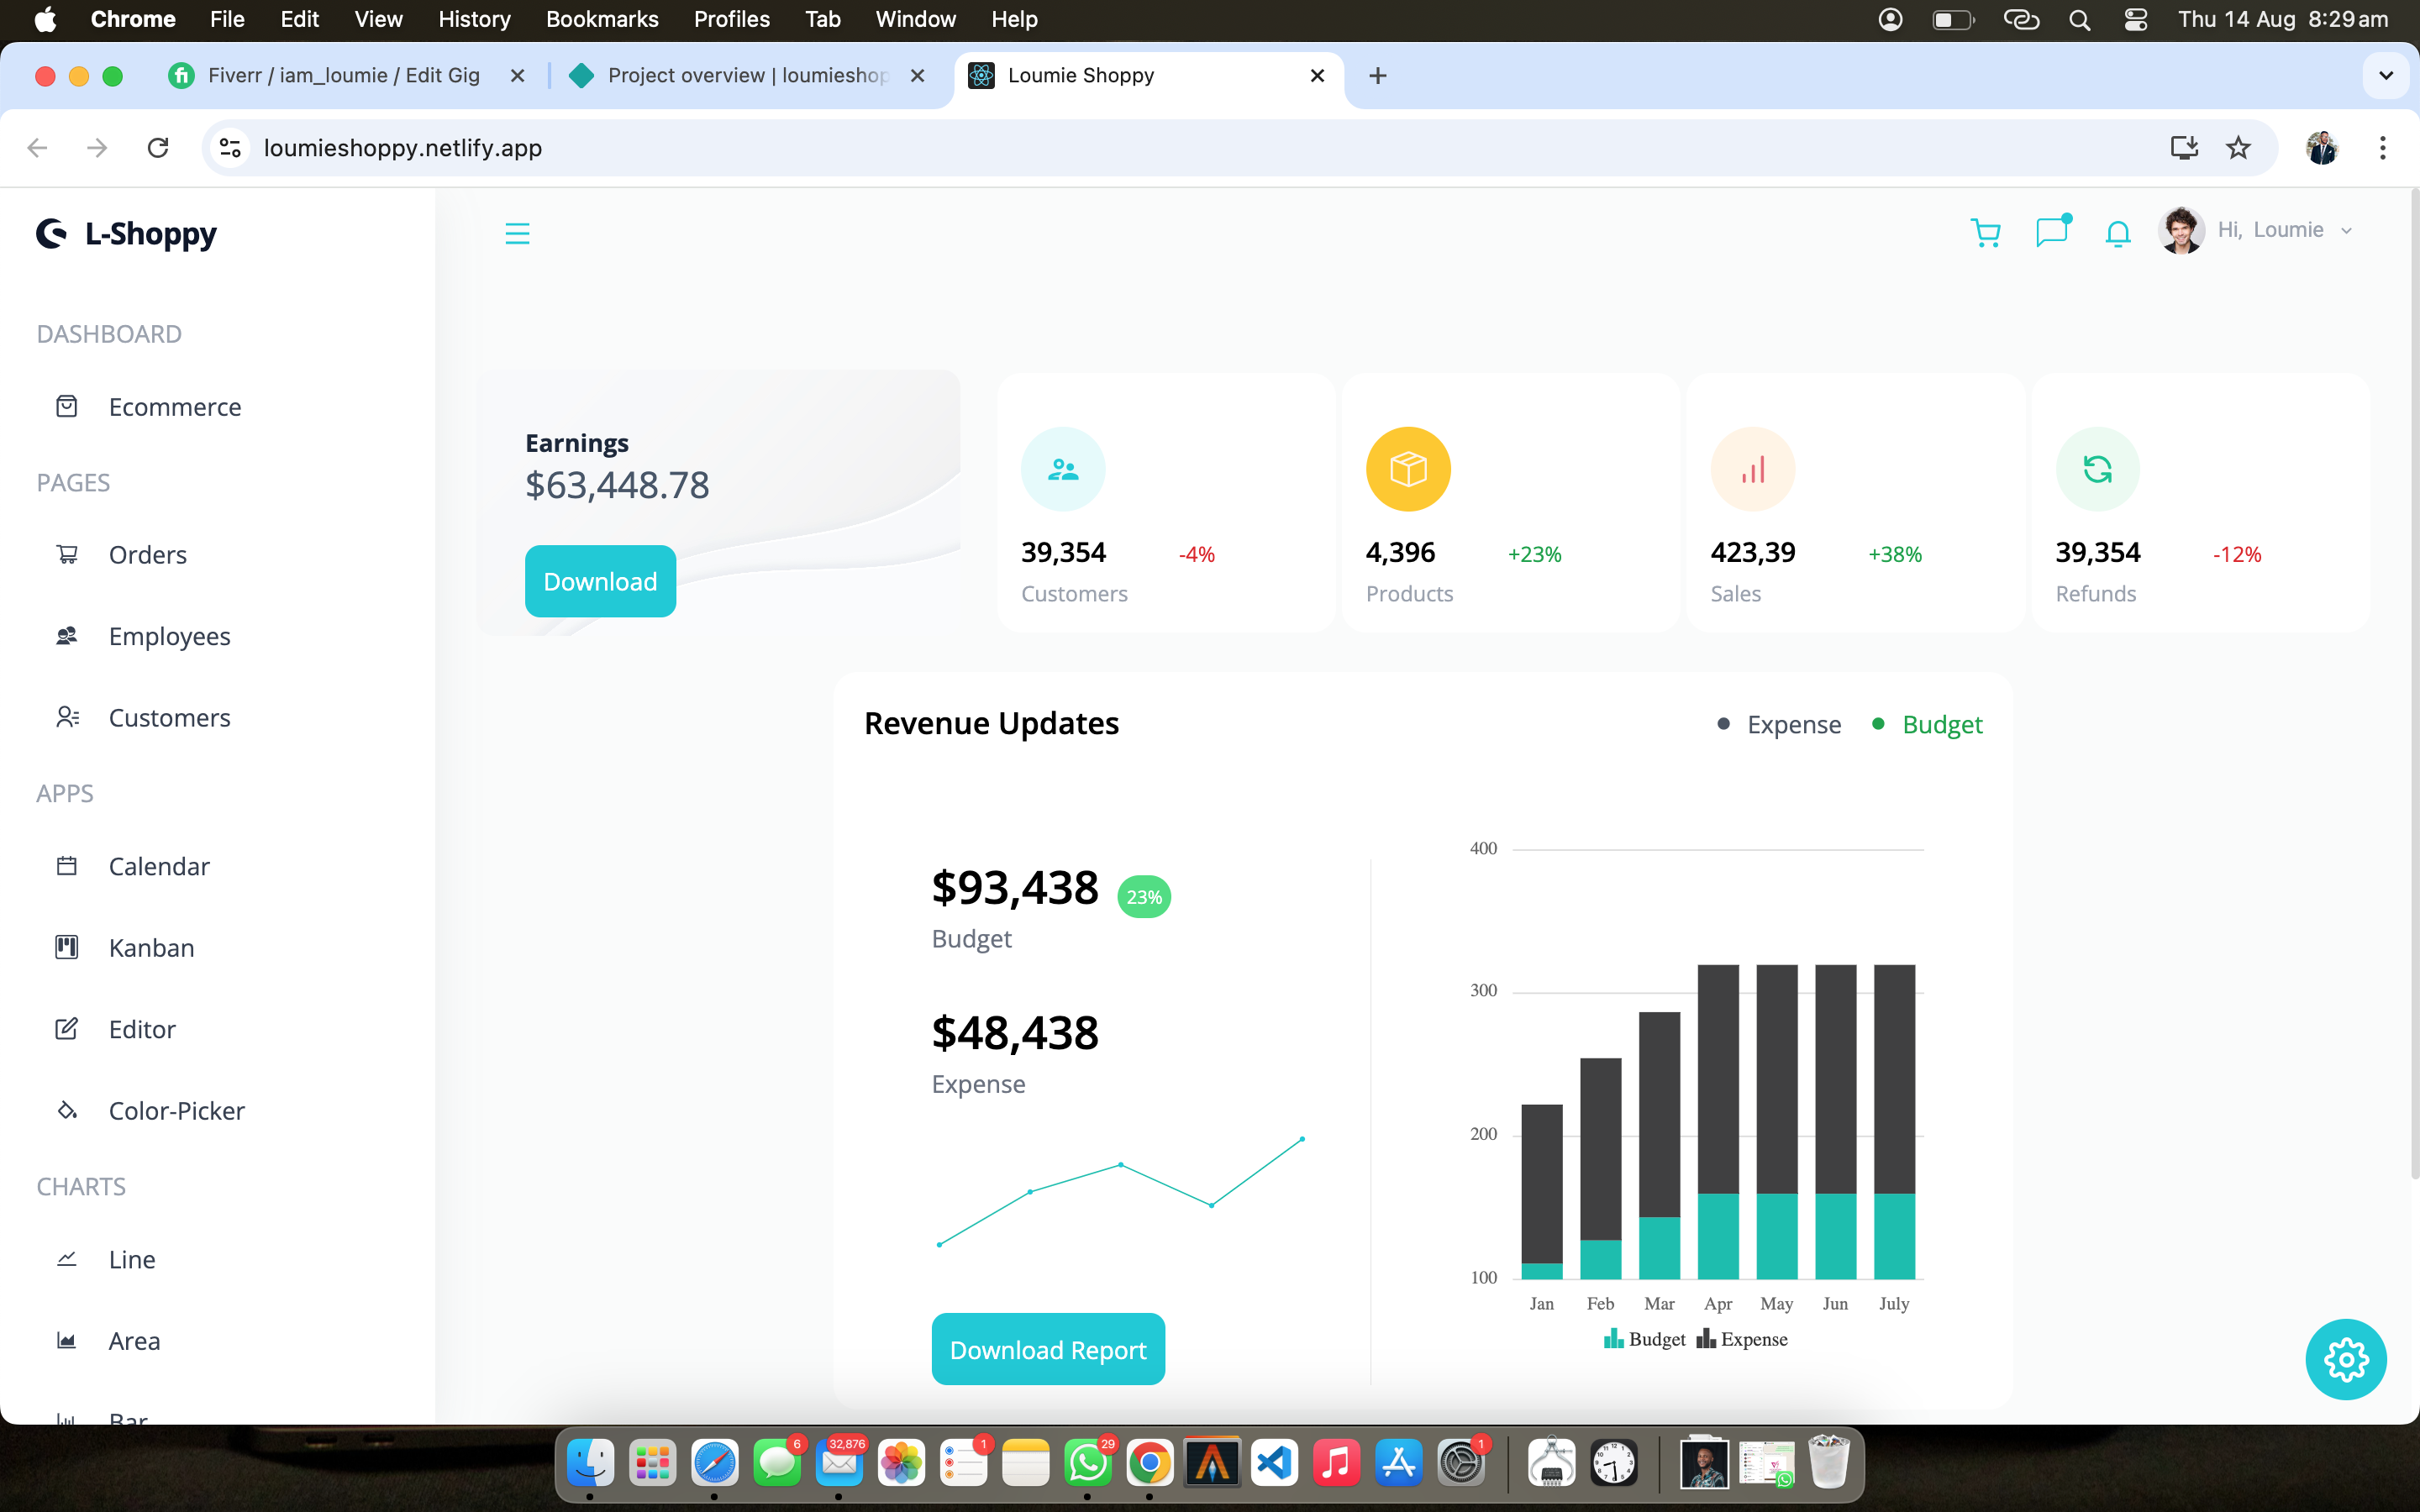 Chrome File Edit View History Bookmarks Profiles Tab Window Help Thu 14 Aug 8:29 am
Fiverr / iam_loumie / Edit Gig
Project overview | loumieshop
Loumie Shoppy
loumieshoppy.netlify.app
L-Shoppy
Hi, Loumie
DASHBOARD
Ecommerce
PAGES
Orders
Employees
Customers
APPS
Calendar
Kanban
Editor
Color-Picker
CHARTS
Line
Area
Bar
Earnings
$63,448.78
Download
39,354 -4%
Customers
4,396 +23%
Products
423,39 +38%
Sales
39,354 -12%
Refunds
Revenue Updates
Expense Budget
$93,438 23%
Budget
$48,438
Expense
Download Report
400
300
200
100
Jan Feb Mar Apr May Jun July
Budget Expense
6
32,876
1
29
1